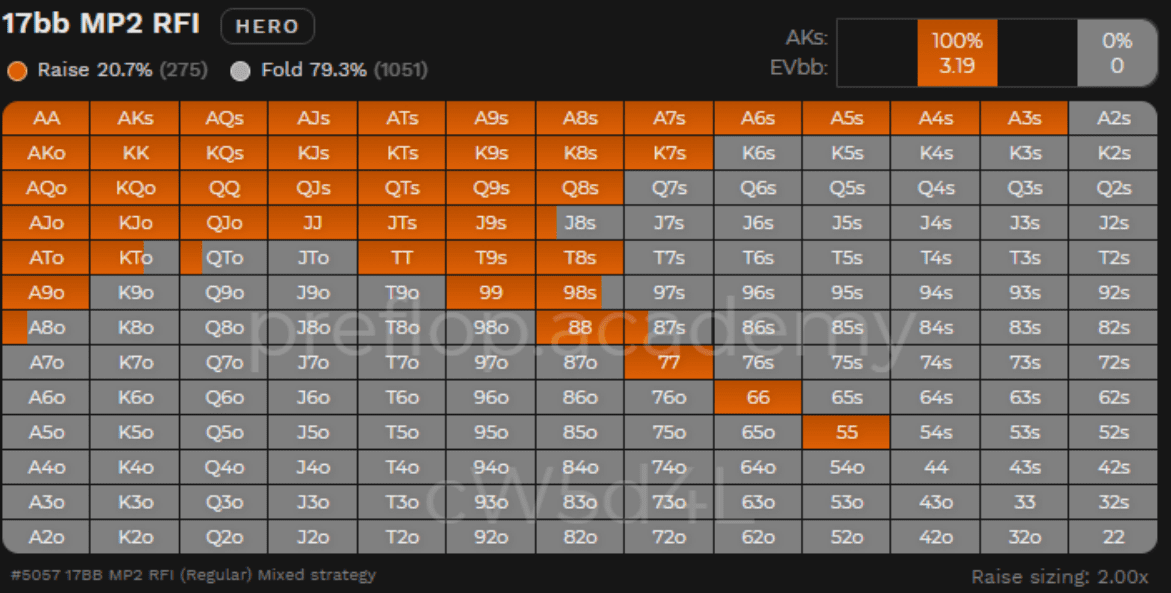 17bb MP2 RFI HERO
Raise 20.7% (275) Fold 79.3% (1051)
AKs: 100% 0%
EVbb: 3.19 0
AA AKs AQs AJs ATs A9s A8s A7s A6s A5s A4s A3s A2s
AKo KK KQs KJs KTs K9s K8s K7s K6s K5s K4s K3s K2s
AQo KQo QQ QJs QTs Q9s Q8s Q7s Q6s Q5s Q4s Q3s Q2s
AJo KJo QJo JJ JTs J9s J8s J7s J6s J5s J4s J3s J2s
ATo KTo QTo JTo TT T9s T8s T7s T6s T5s T4s T3s T2s
A9o K9o Q9o J9o T9o 99 98s 97s 96s 95s 94s 93s 92s
A8o K8o Q8o J8o T8o 98o 88 87s 86s 85s 84s 83s 82s
preflop.academy
A7o K7o Q7o J7o T7o 97o 87o 77 76s 75s 74s 73s 72s
A6o K6o Q6o J6o T6o 96o 86o 76o 66 65s 64s 63s 62s
A5o K5o Q5o J5o T5o 95o 85o 75o 65o 55 54s 53s 52s
A4o K4o Q4o J4o T4o 94o 84o 74o 64o 54o 44 43s 42s
cW5d4L
A3o K3o Q3o J3o T3o 93o 83o 73o 63o 53o 43o 33 32s
A2o K2o Q2o J2o T2o 92o 82o 72o 62o 52o 42o 32o 22
#5057 17BB MP2 RFI (Regular) Mixed strategy
Raise sizing: 2.00x